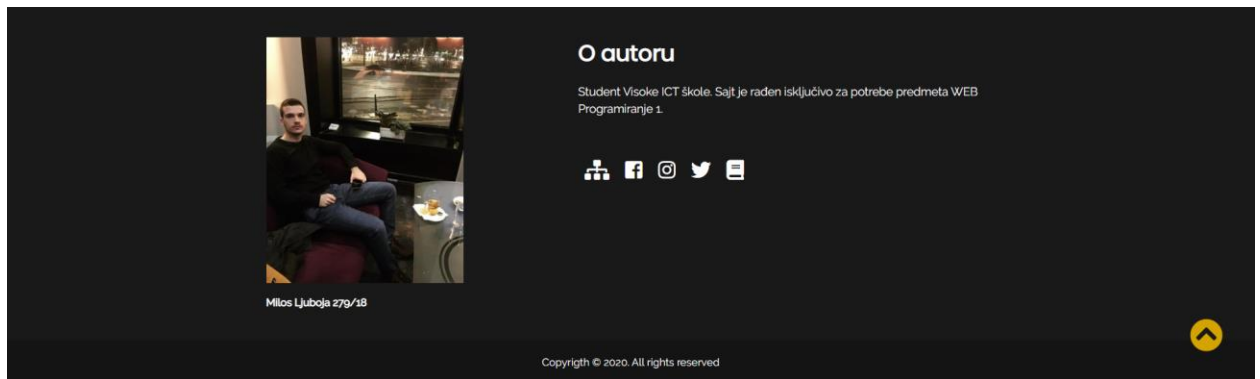 O autoru
Student Visoke ICT škole. Sajt je rađen isključivo za potrebe predmeta WEB
Programiranje 1.
Milos Ljuboja 279/18
Copyrigth © 2020. All rights reserved